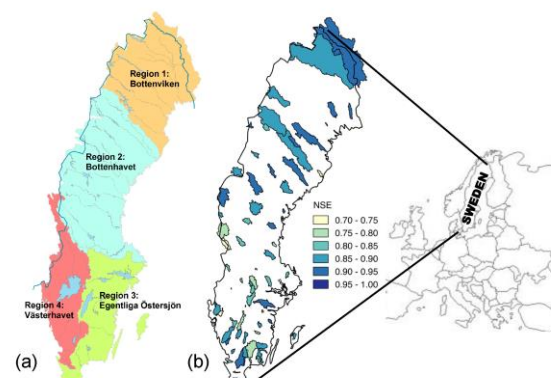 Region 1:
Bottenviken
Region 2:
Bottenhavet
Region 3:
Egentliga Östersjön
Region 4:
Västerhavet
(a)
(b)
NSE
0.70 - 0.75
0.75 - 0.80
0.80 - 0.85
0.85 - 0.90
0.90 - 0.95
0.95 - 1.00
SWEDEN